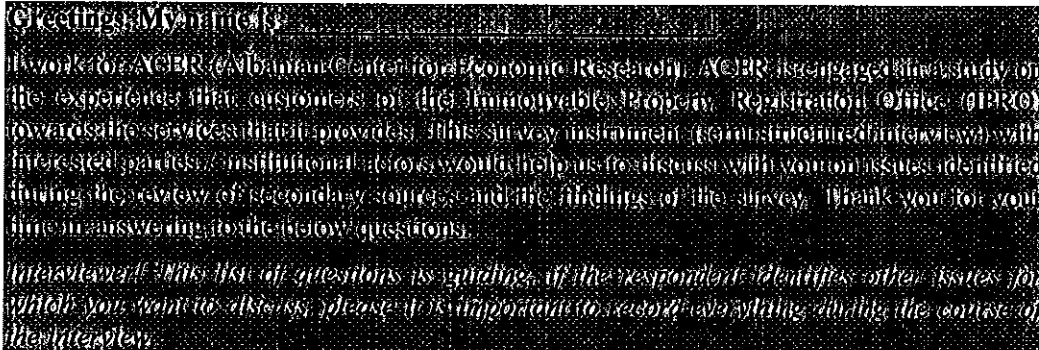 Greetings, My name is
I work for ACER (Albanian Center for Economic Research). ACER is engaged in a study on
the experience that customers of the Immouvable Property Registration Office (IPRO)
towards the services that it provides. This survey instrument (semi structured interview) with
interested parties / institutional actors would help us to discuss with you on issues identified
during the review of secondary sources and the findings of the survey. Thank you for your
time in answering to the below questions.
Interviewer! This list of questions is guiding, if the respondent identifies other issues for
which you want to discuss, please it is important to record everything during the course of
the interview.